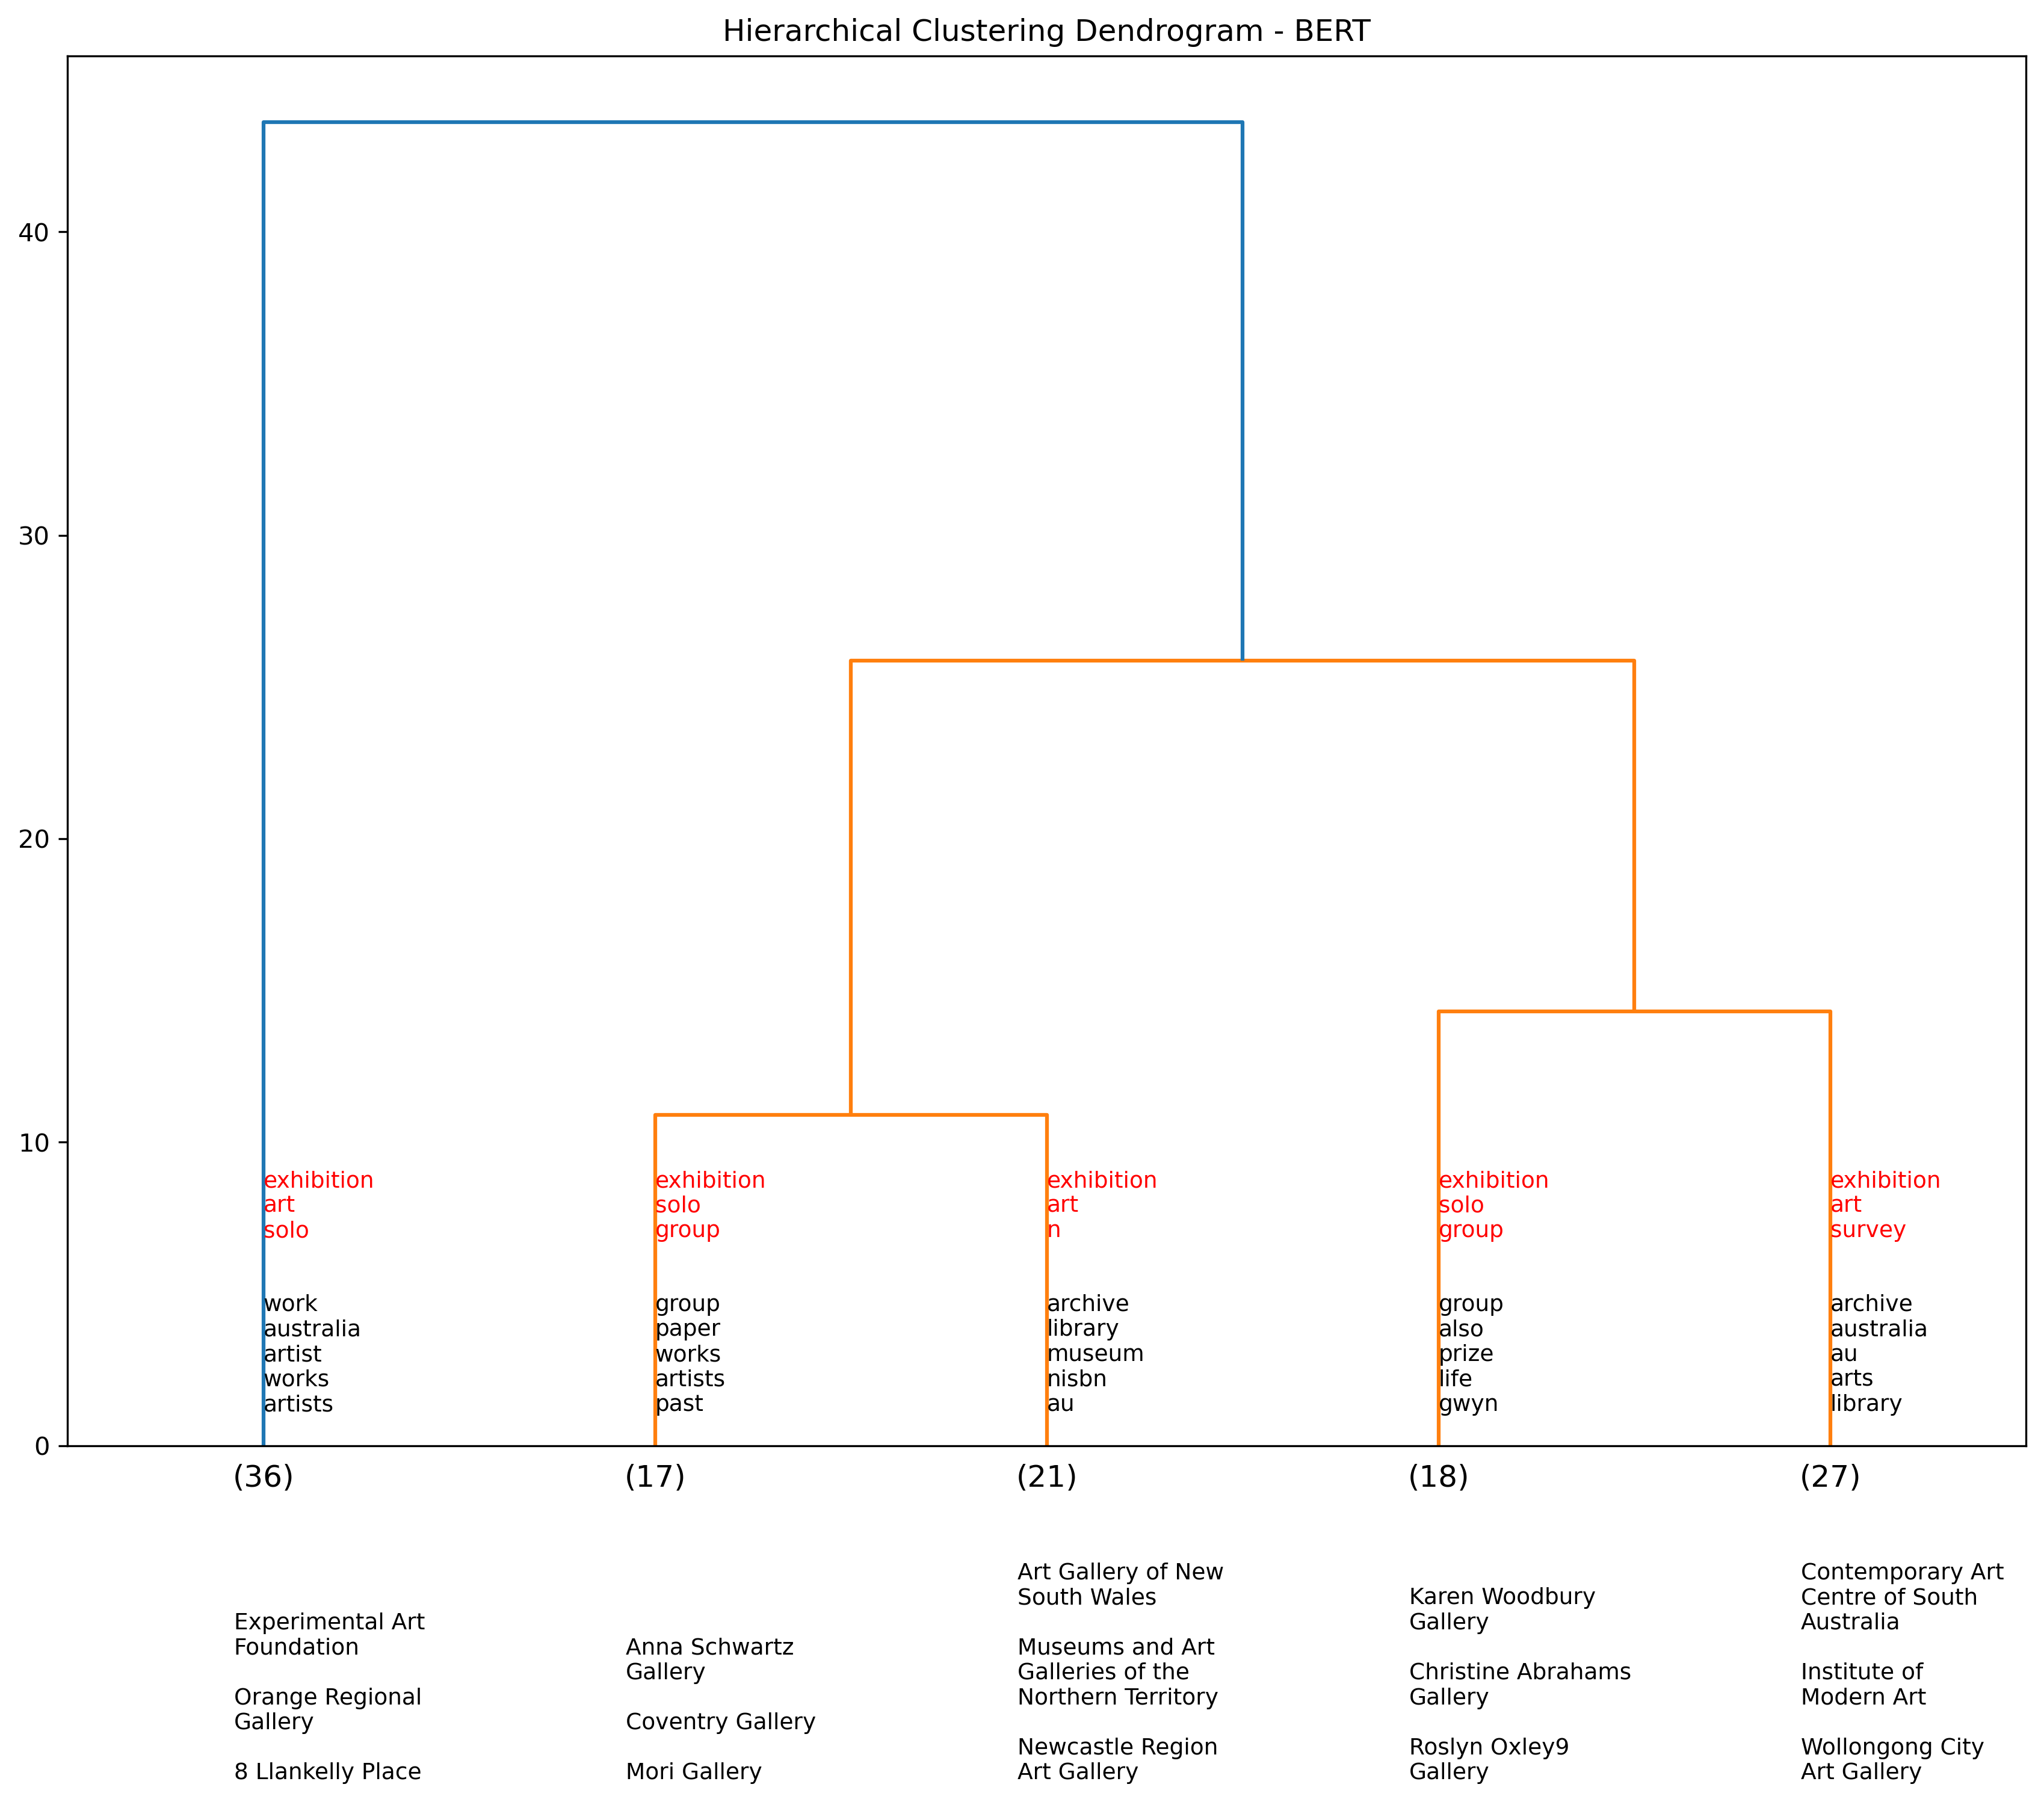 Hierarchical Clustering Dendrogram - BERT
40
30
20
10
0
exhibition
art
solo
work
australia
artist
works
artists
exhibition
solo
group
group
paper
works
artists
past
exhibition
art
n
archive
library
museum
nisbn
au
exhibition
solo
group
group
also
prize
life
gwyn
exhibition
art
survey
archive
australia
au
arts
library
(36)
(17)
(21)
(18)
(27)
Experimental Art
Foundation
Orange Regional
Gallery
8 Llankelly Place
Anna Schwartz
Gallery
Coventry Gallery
Mori Gallery
Art Gallery of New
South Wales
Museums and Art
Galleries of the
Northern Territory
Newcastle Region
Art Gallery
Karen Woodbury
Gallery
Christine Abrahams
Gallery
Roslyn Oxley9
Gallery
Contemporary Art
Centre of South
Australia
Institute of
Modern Art
Wollongong City
Art Gallery